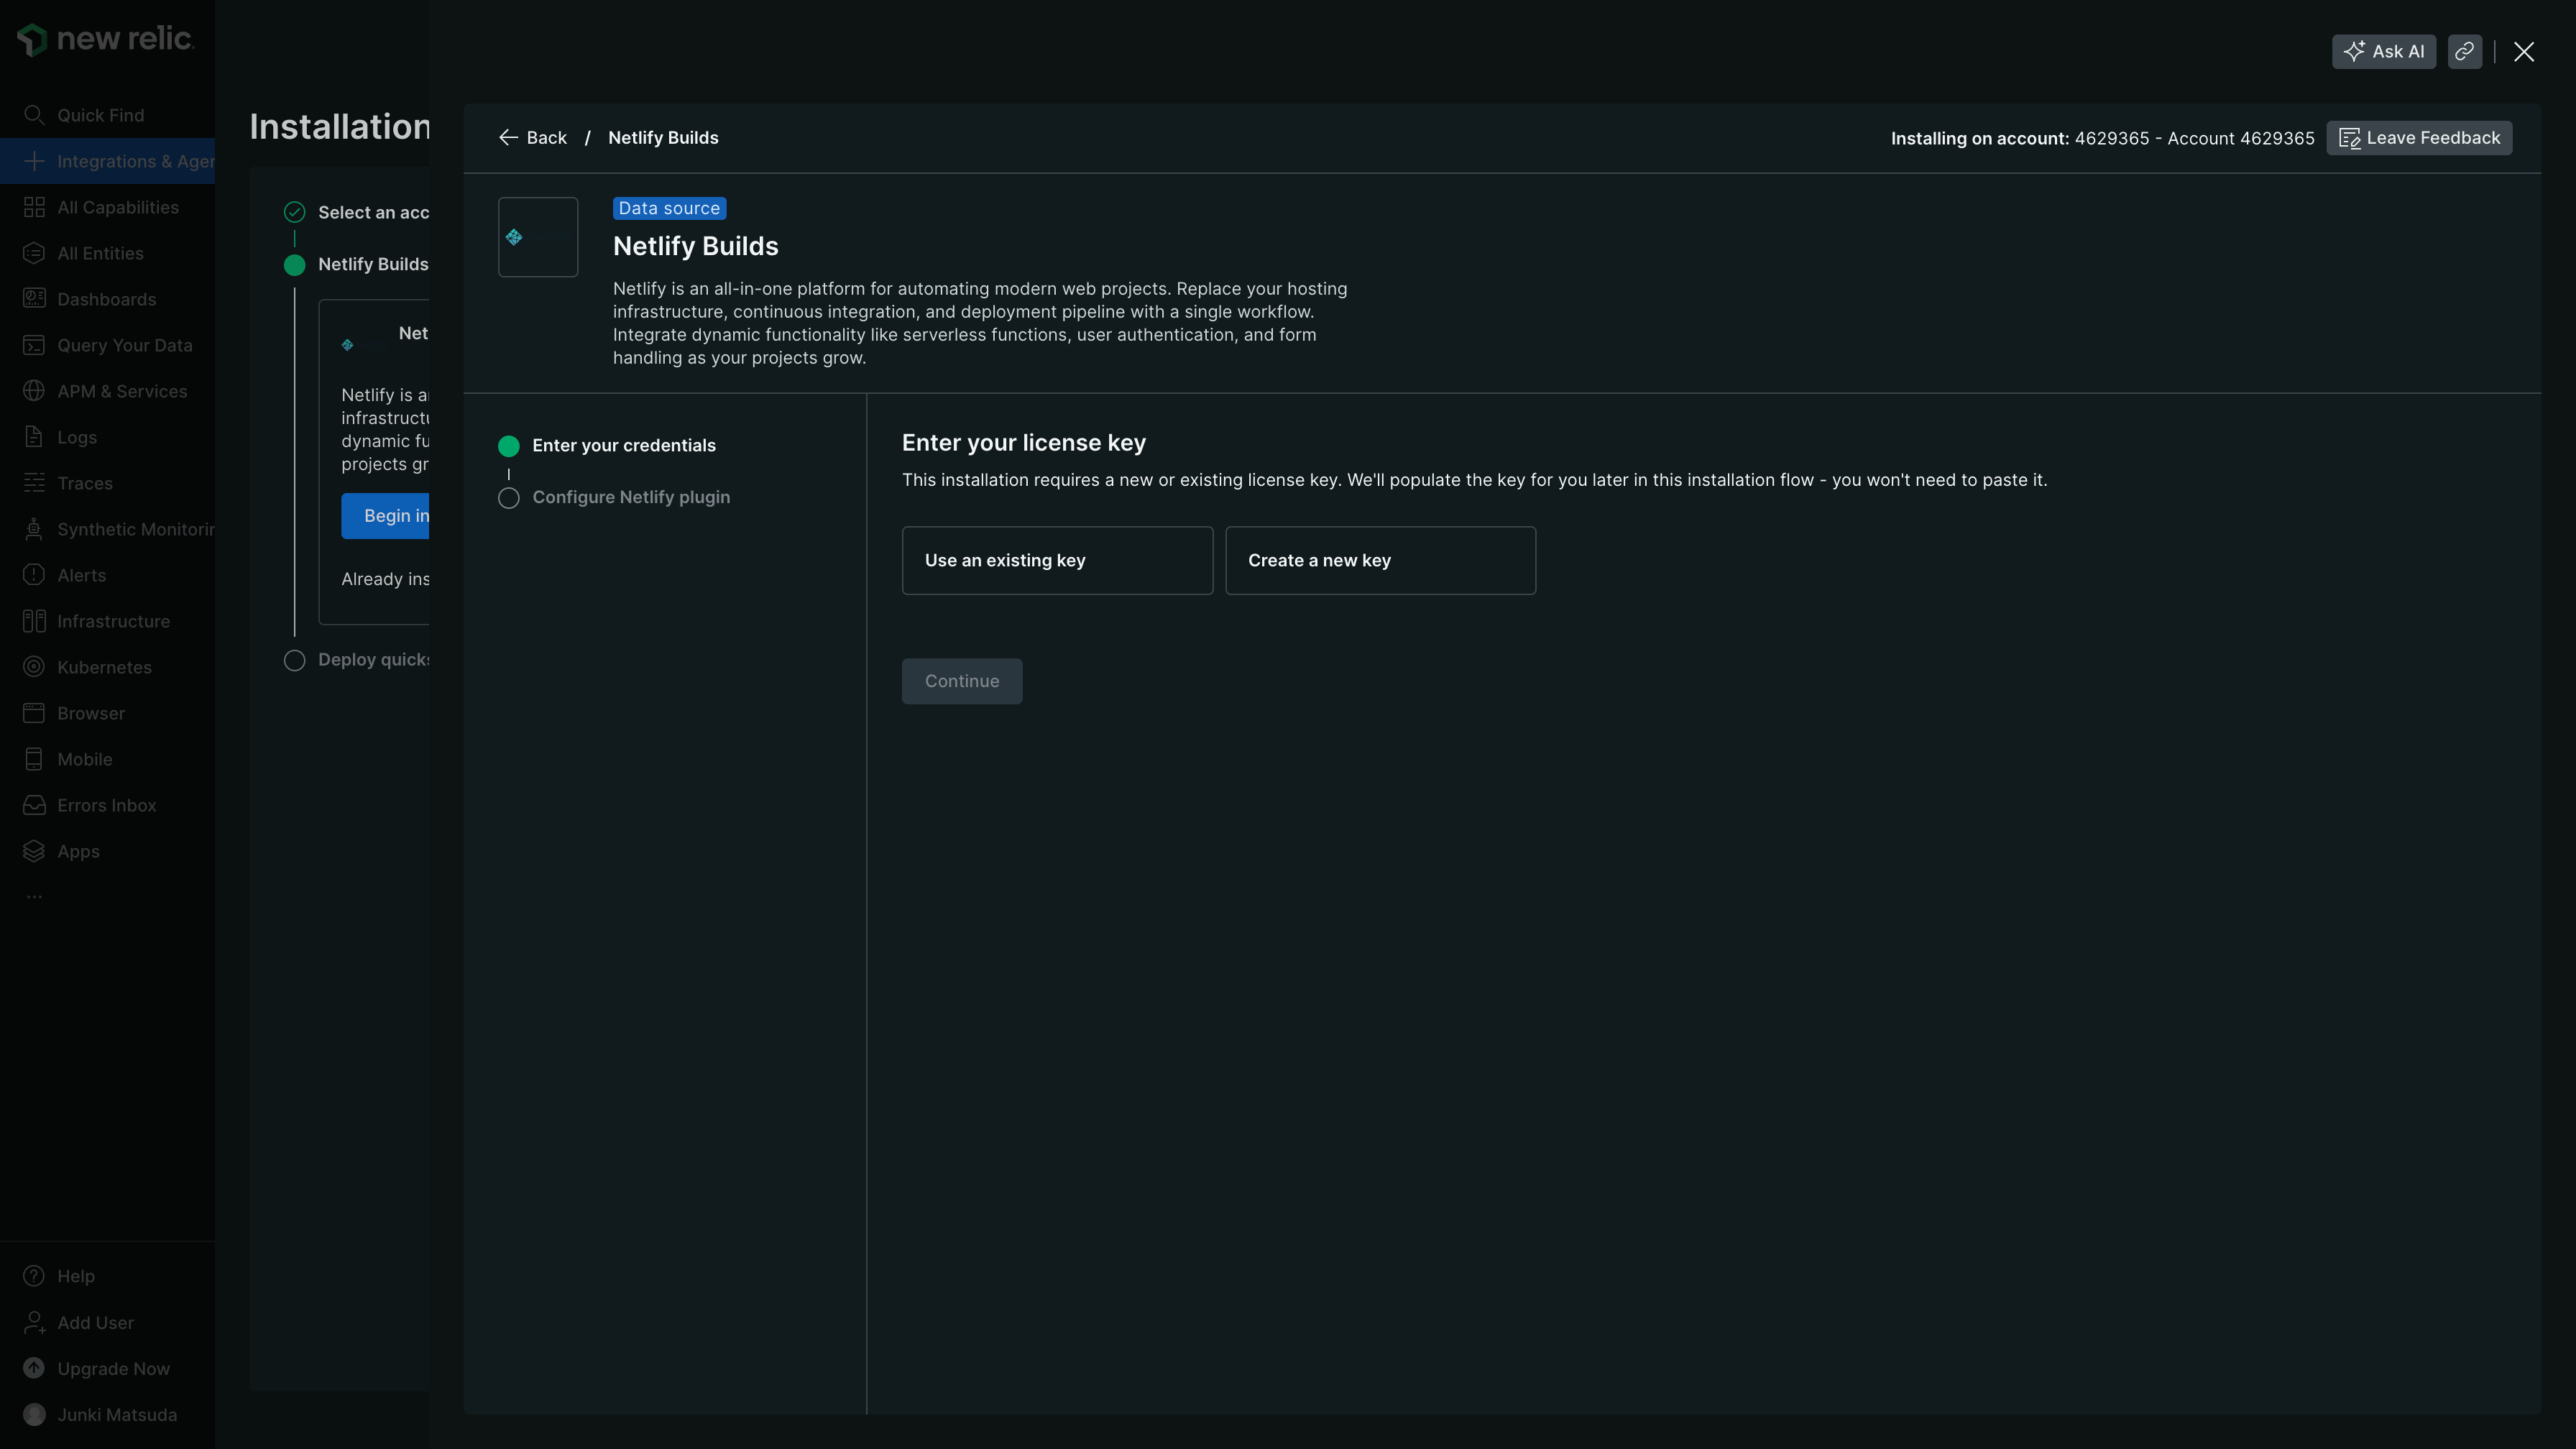 new relic.
Quick Find
Integrations & Agen
All Capabilities
All Entities
Dashboards
Query Your Data
APM & Services
Logs
Traces
Synthetic Monitorin
Alerts
Infrastructure
Kubernetes
Browser
Mobile
Errors Inbox
Apps
...
Help
Add User
Upgrade Now
Junki Matsuda
Installation
Select an acc
Netlify Builds
Net
Netlify is a
infrastructu
dynamic fu
projects gr
Begin in
Already ins
Deploy quicks
Ask AI
Back / Netlify Builds
Installing on account: 4629365 - Account 4629365
Leave Feedback
Data source
Netlify Builds
Netlify is an all-in-one platform for automating modern web projects. Replace your hosting
infrastructure, continuous integration, and deployment pipeline with a single workflow.
Integrate dynamic functionality like serverless functions, user authentication, and form
handling as your projects grow.
Enter your credentials
Configure Netlify plugin
Enter your license key
This installation requires a new or existing license key. We'll populate the key for you later in this installation flow - you won't need to paste it.
Use an existing key
Create a new key
Continue